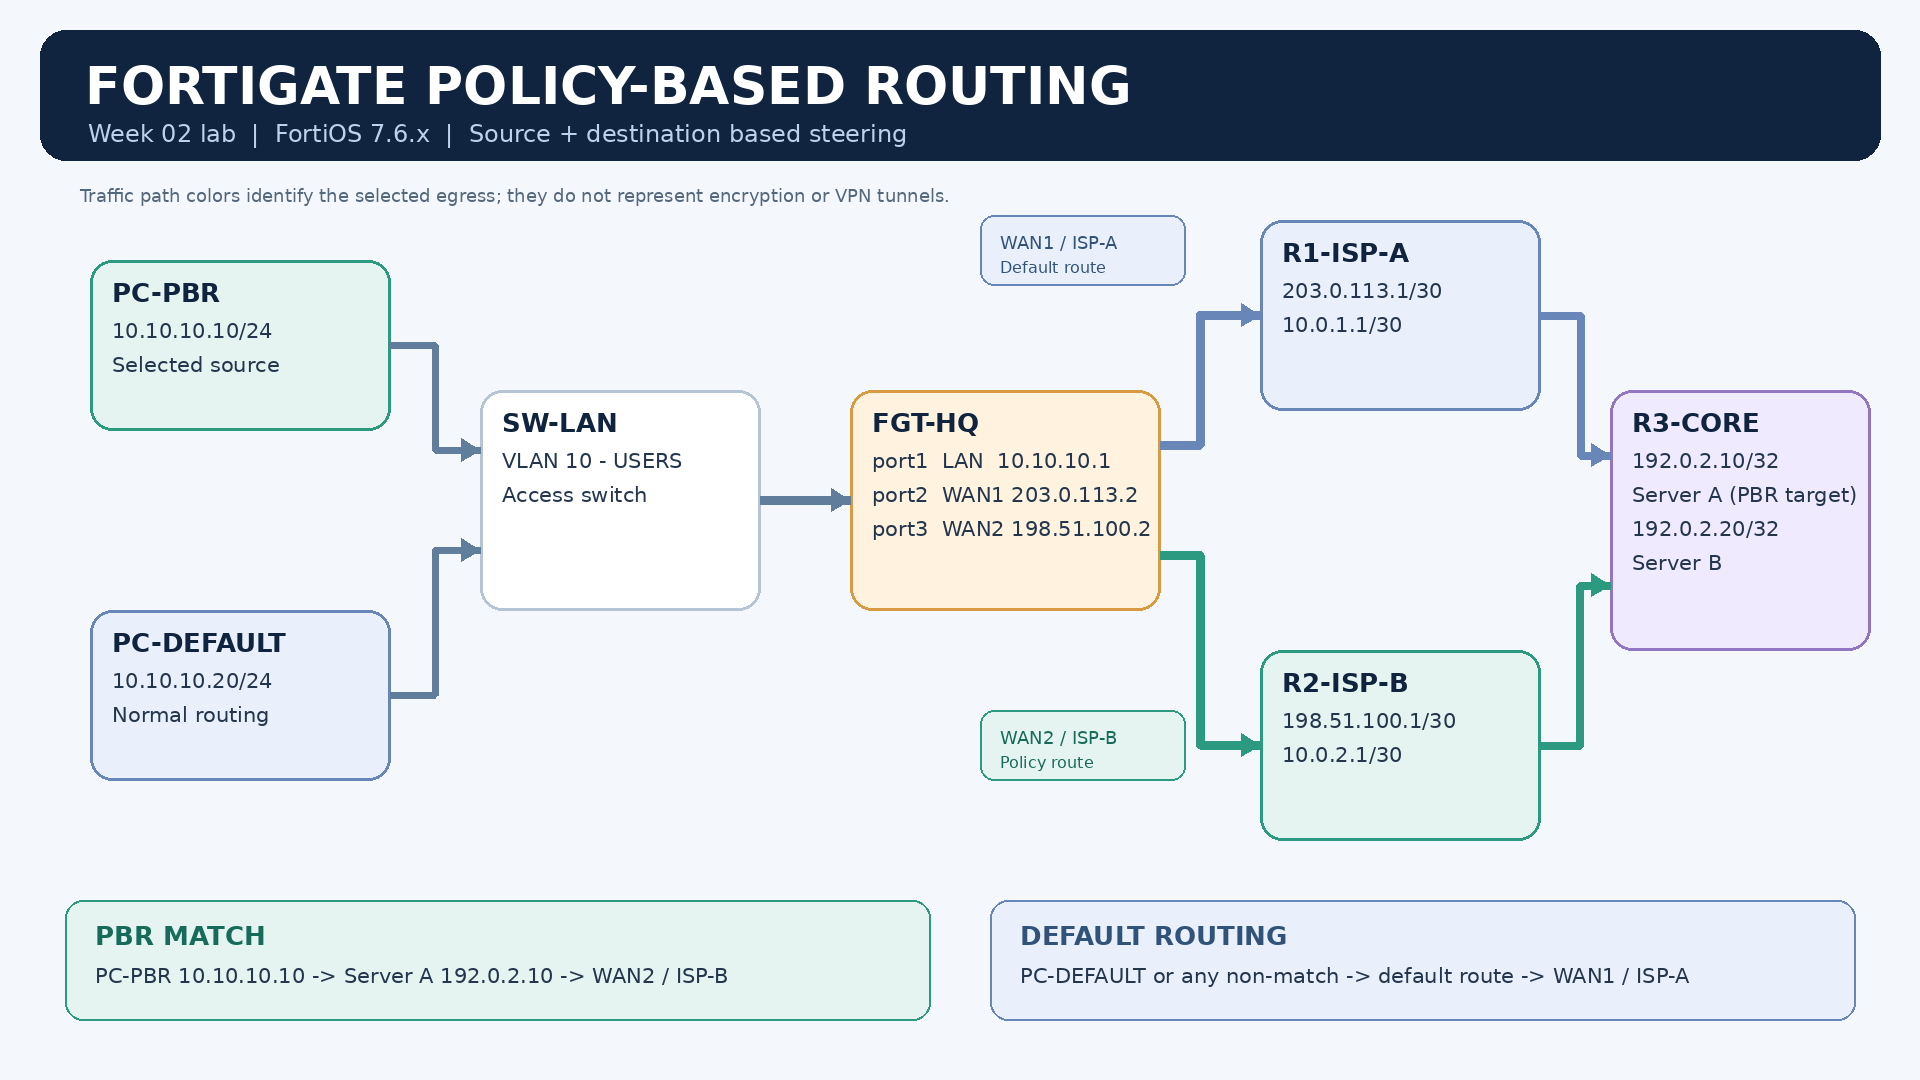 FORTIGATE POLICY-BASED ROUTING
Week 02 lab | FortiOS 7.6.x | Source + destination based steering
Traffic path colors identify the selected egress; they do not represent encryption or VPN tunnels.
PC-PBR
10.10.10.10/24
Selected source
PC-DEFAULT
10.10.10.20/24
Normal routing
SW-LAN
VLAN 10 - USERS
Access switch
FGT-HQ
port1 LAN 10.10.10.1
port2 WAN1 203.0.113.2
port3 WAN2 198.51.100.2
WAN1 / ISP-A
Default route
WAN2 / ISP-B
Policy route
R1-ISP-A
203.0.113.1/30
10.0.1.1/30
R2-ISP-B
198.51.100.1/30
10.0.2.1/30
R3-CORE
192.0.2.10/32
Server A (PBR target)
192.0.2.20/32
Server B
PBR MATCH
PC-PBR 10.10.10.10 -> Server A 192.0.2.10 -> WAN2 / ISP-B
DEFAULT ROUTING
PC-DEFAULT or any non-match -> default route -> WAN1 / ISP-A